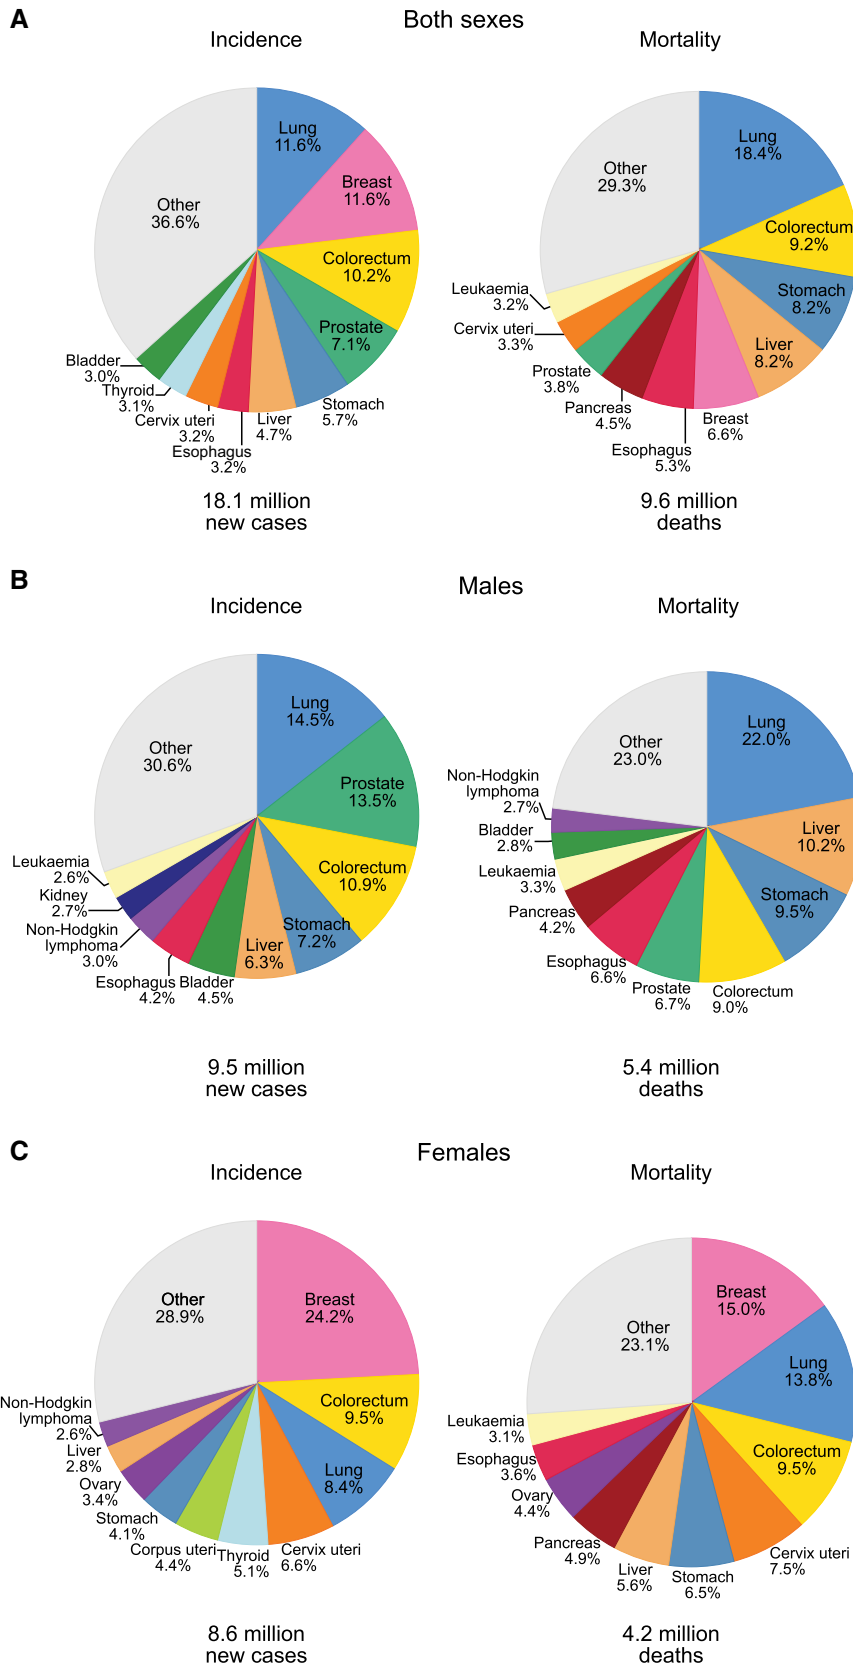 A
Both sexes
Incidence
Mortality
Lung
11.6%
Breast
11.6%
Colorectum
10.2%
Prostate
7.1%
Stomach
5.7%
Liver
4.7%
Esophagus
3.2%
Cervix uteri
3.2%
Thyroid
3.1%
Bladder
3.0%
Other
36.6%
18.1 million
new cases
Lung
18.4%
Colorectum
9.2%
Stomach
8.2%
Liver
8.2%
Breast
6.6%
Esophagus
5.3%
Pancreas
4.5%
Prostate
3.8%
Cervix uteri
3.3%
Leukaemia
3.2%
Other
29.3%
9.6 million
deaths
B
Males
Incidence
Mortality
Lung
14.5%
Prostate
13.5%
Colorectum
10.9%
Stomach
7.2%
Liver
6.3%
Bladder
4.5%
Esophagus
4.2%
Non-Hodgkin
lymphoma
3.0%
Kidney
2.7%
Leukaemia
2.6%
Other
30.6%
9.5 million
new cases
Lung
22.0%
Liver
10.2%
Stomach
9.5%
Colorectum
9.0%
Prostate
6.7%
Esophagus
6.6%
Pancreas
4.2%
Leukaemia
3.3%
Bladder
2.8%
Non-Hodgkin
lymphoma
2.7%
Other
23.0%
5.4 million
deaths
C
Females
Incidence
Mortality
Breast
24.2%
Colorectum
9.5%
Lung
8.4%
Cervix uteri
6.6%
Thyroid
5.1%
Corpus uteri
4.4%
Stomach
4.1%
Ovary
3.4%
Liver
2.8%
Non-Hodgkin
lymphoma
2.6%
Other
28.9%
8.6 million
new cases
Breast
15.0%
Lung
13.8%
Colorectum
9.5%
Cervix uteri
7.5%
Stomach
6.5%
Liver
5.6%
Pancreas
4.9%
Ovary
4.4%
Esophagus
3.6%
Leukaemia
3.1%
Other
23.1%
4.2 million
deaths